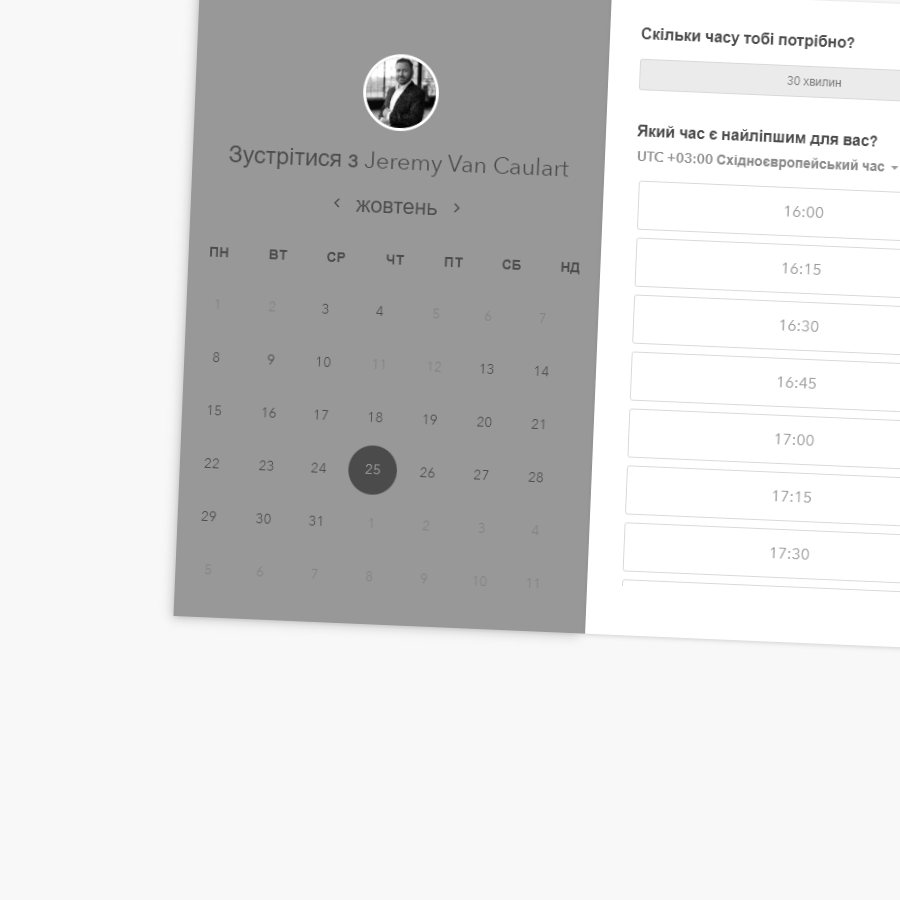 Зустрітися з Jeremy Van Caulart
жовтень
ПН ВТ СР ЧТ ПТ СБ НД
1 2 3 4 5 6 7
8 9 10 11 12 13 14
15 16 17 18 19 20 21
22 23 24 25 26 27 28
29 30 31 1 2 3 4
5 6 7 8 9 10 11
Скільки часу тобі потрібно?
30 хвилин
Який час є найліпшим для вас?
UTC +03:00 Східноєвропейський час
16:00
16:15
16:30
16:45
17:00
17:15
17:30